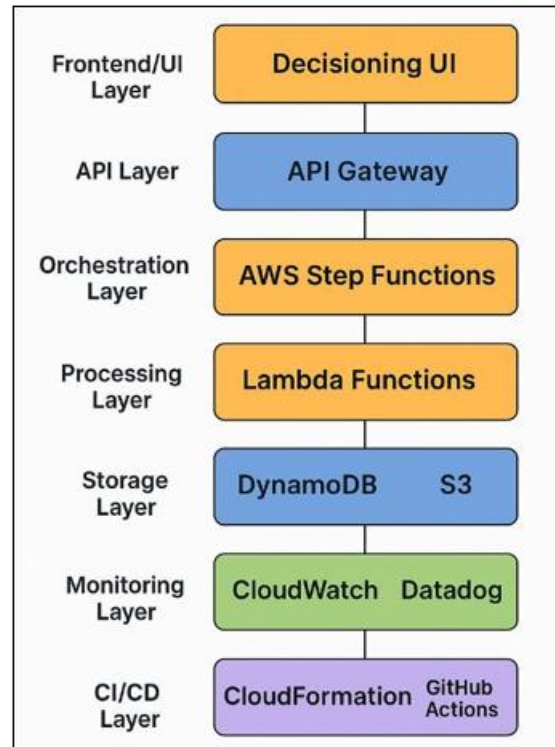 Frontend/UI
Layer
Decisioning UI
API Layer
API Gateway
Orchestration
Layer
AWS Step Functions
Processing
Layer
Lambda Functions
Storage
Layer
DynamoDB S3
Monitoring
Layer
CloudWatch Datadog
CI/CD
Layer
CloudFormation
GitHub
Actions